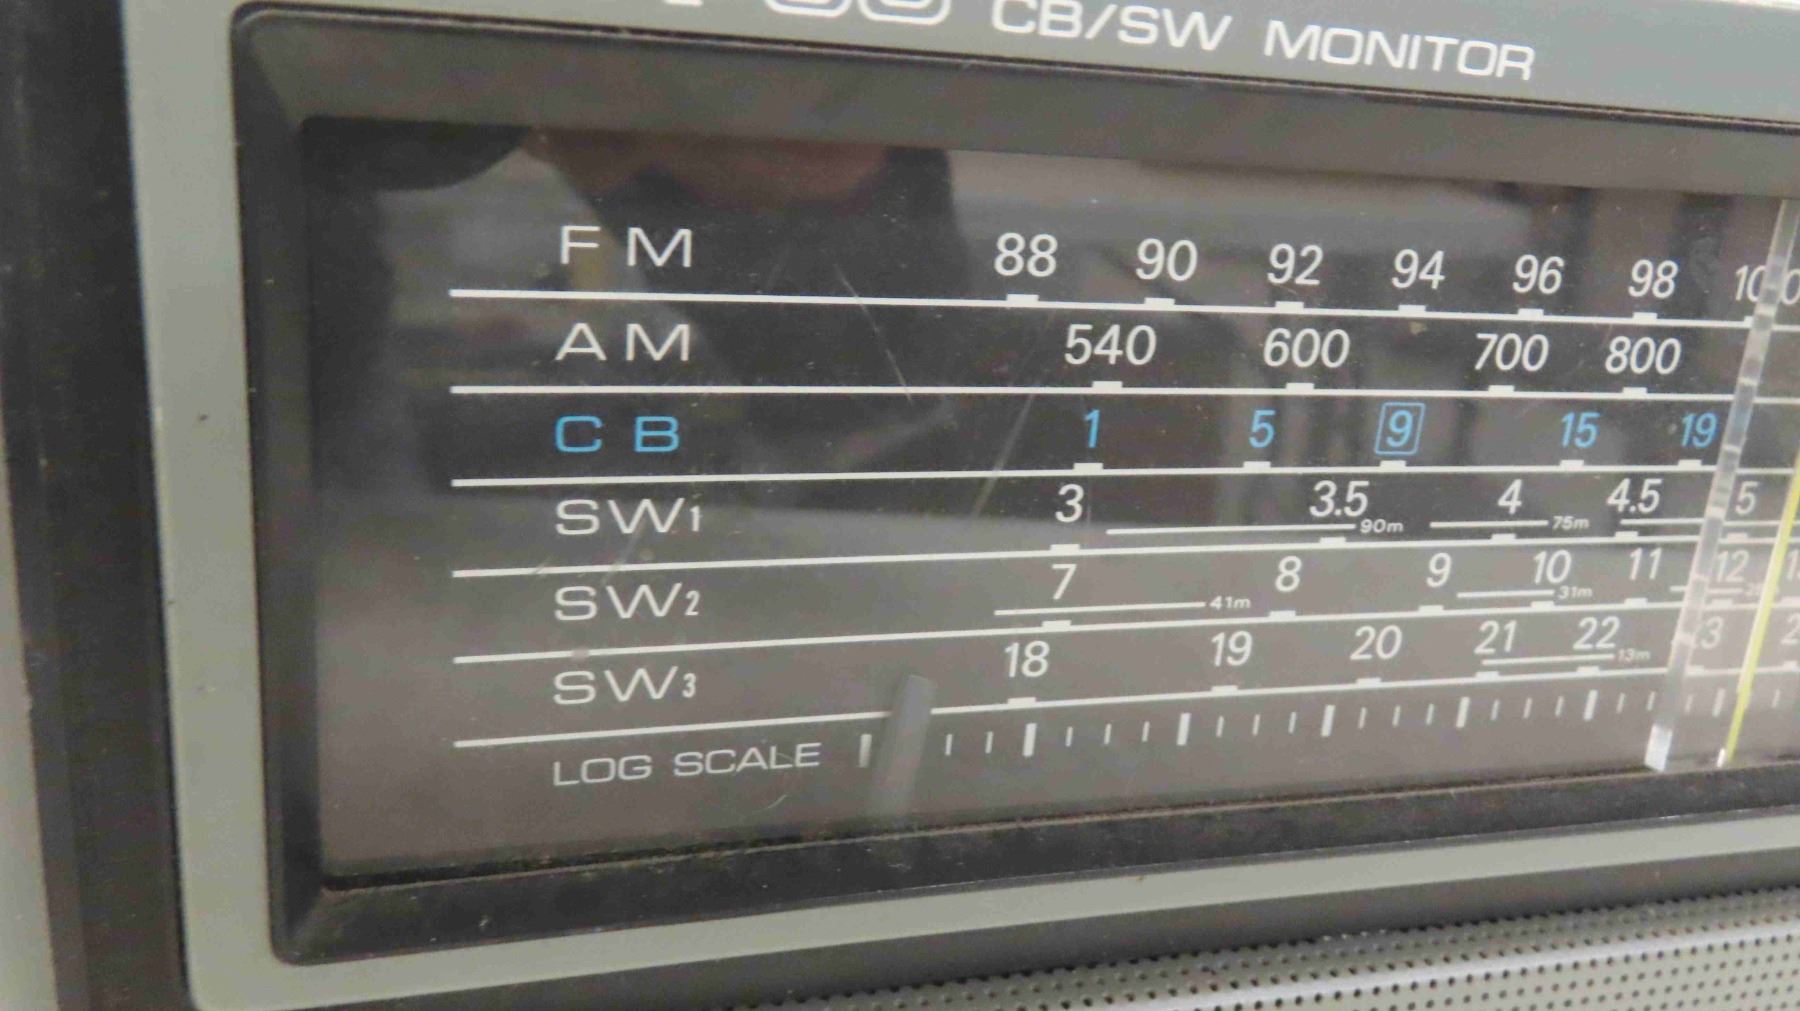 CB/SW MONITOR
FM 88 90 92 94 96 98
AM 540 600 700 800
CB 1 5 9 15 19
SW1 3 3.5 90m 4 75m 4.5 5
SW2 7 41m 8 9 10 31m 11 12
SW3 18 19 20 21 22 13m
LOG SCALE